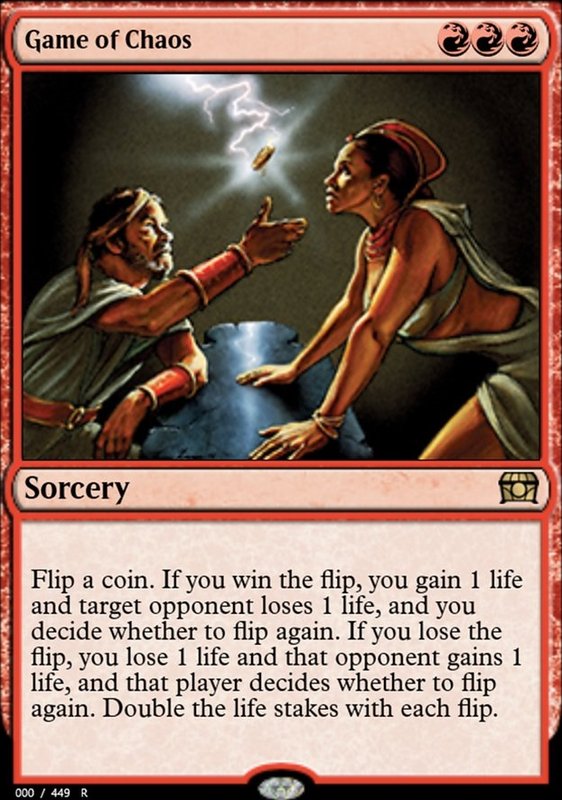 Game of Chaos
Sorcery
Flip a coin. If you win the flip, you gain 1 life
and target opponent loses 1 life, and you
decide whether to flip again. If you lose the
flip, you lose 1 life and that opponent gains 1
life, and that player decides whether to flip
again. Double the life stakes with each flip.
000 / 449 R